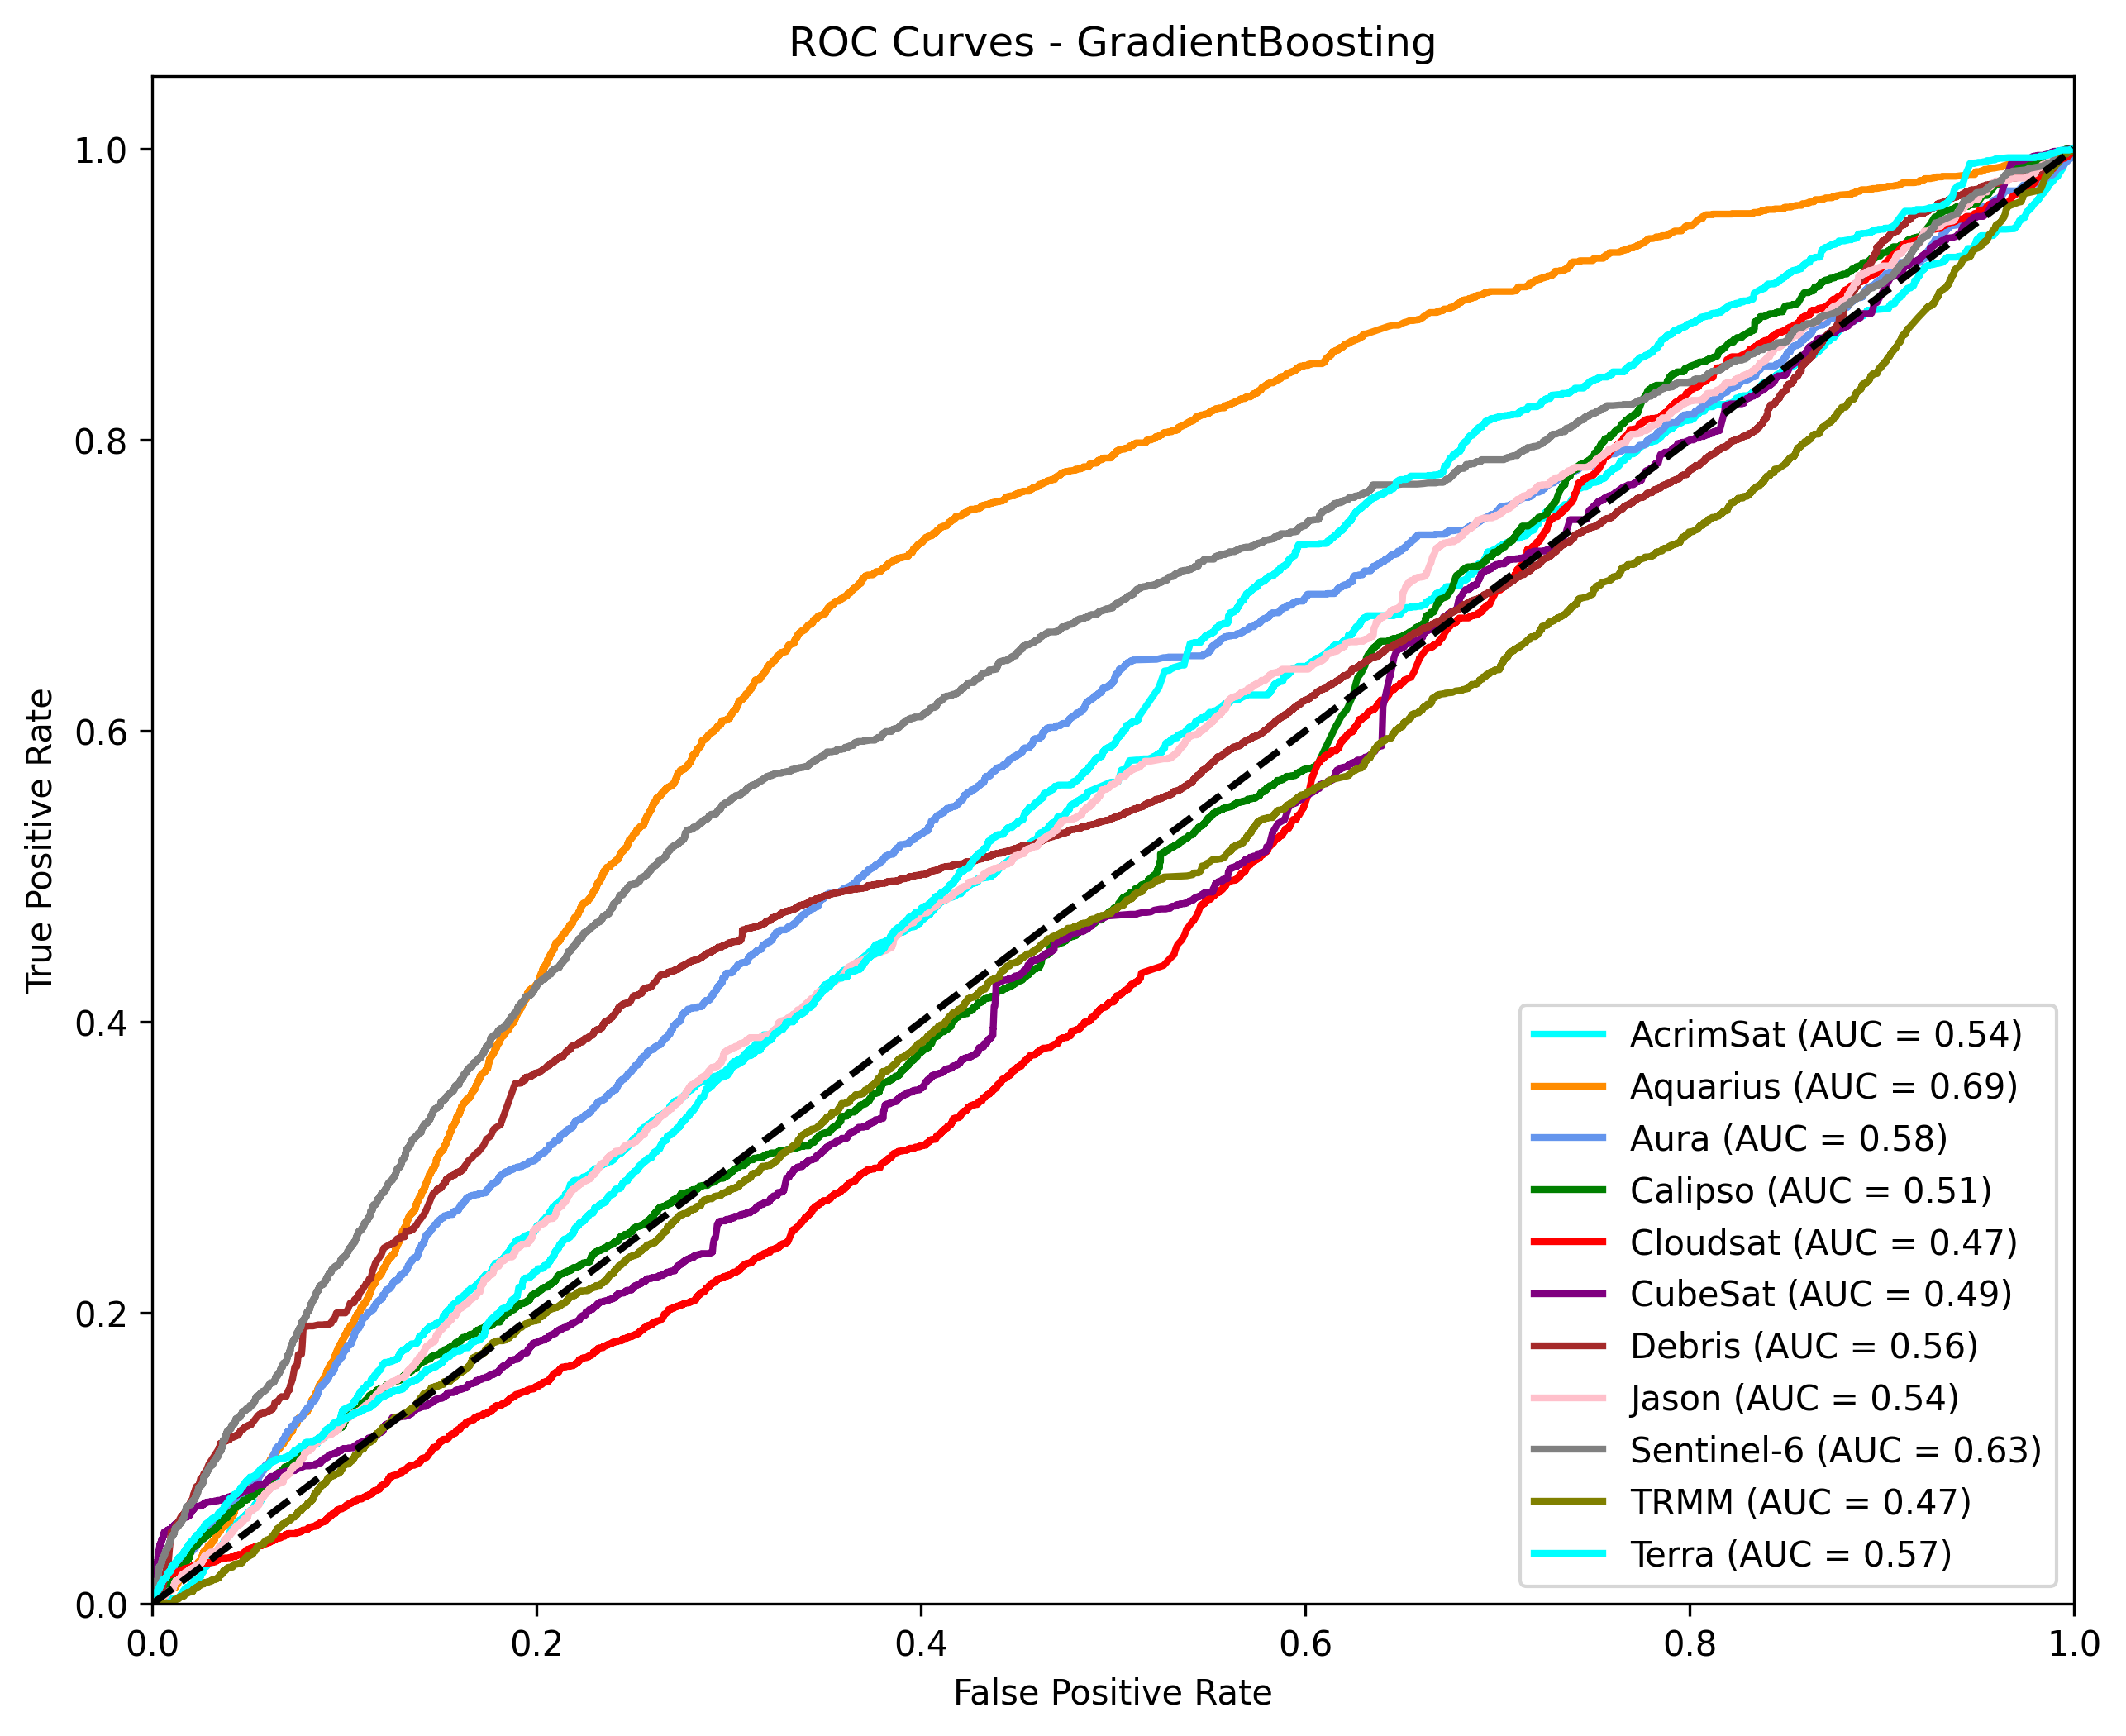 ROC Curves - GradientBoosting
True Positive Rate
1.0
0.8
0.6
0.4
0.2
0.0
AcrimSat (AUC = 0.54)
Aquarius (AUC = 0.69)
Aura (AUC = 0.58)
Calipso (AUC = 0.51)
Cloudsat (AUC = 0.47)
CubeSat (AUC = 0.49)
Debris (AUC = 0.56)
Jason (AUC = 0.54)
Sentinel-6 (AUC = 0.63)
TRMM (AUC = 0.47)
Terra (AUC = 0.57)
0.0 0.2 0.4 0.6 0.8 1.0
False Positive Rate